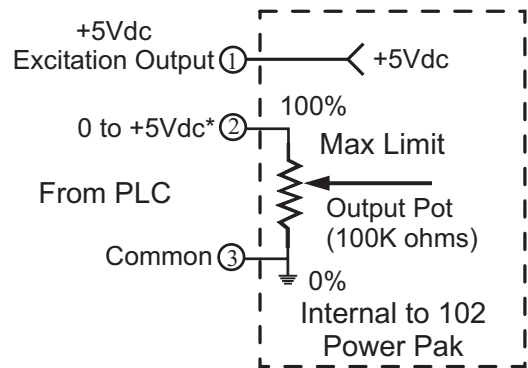 +5Vdc
Excitation Output 1
+5Vdc
100%
0 to +5Vdc* 2
Max Limit
From PLC
Output Pot
(100K ohms)
Common 3
0%
Internal to 102
Power Pak